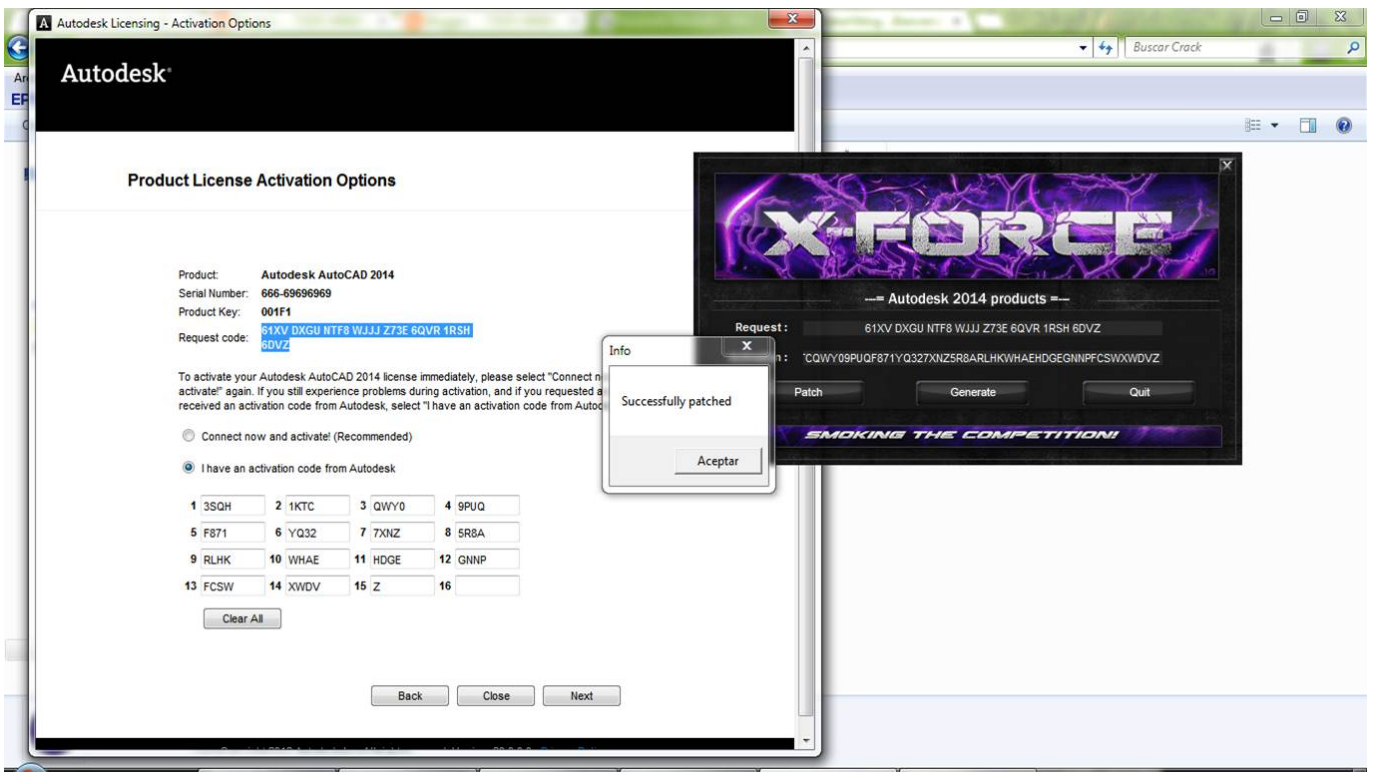 Autodesk Licensing - Activation Options
Buscar Crack
Autodesk
Product License Activation Options
Product: Autodesk AutoCAD 2014
Serial Number: 666-69696969
Product Key: 001F1
Request code: 61XV DXGU NTF8 WJJJ Z73E 6QVR 1RSH
6DVZ
To activate your Autodesk AutoCAD 2014 license immediately, please select "Connect
activate!" again. If you still experience problems during activation, and if you requested
received an activation code from Autodesk, select "I have an activation code from
Connect now and activate! (Recommended)
I have an activation code from Autodesk
1 3SQH 2 1KTC 3 QWY0 4 9PUQ
5 F871 6 YQ32 7 7XNZ 8 5R8A
9 RLHK 10 WHAE 11 HDGE 12 GNNP
13 FCSW 14 XWDV 15 Z 16
Clear All
Back Close Next
Info
Successfully patched
Aceptar
X-FORCE
---= Autodesk 2014 products =---
Request : 61XV DXGU NTF8 WJJJ Z73E 6QVR 1RSH 6DVZ
CQWY09PUQF871YQ327XNZ5R8ARLHKWHAEHDGEGNNPFCSWXWDVZ
Patch Generate Quit
SMOKING THE COMPETITION!